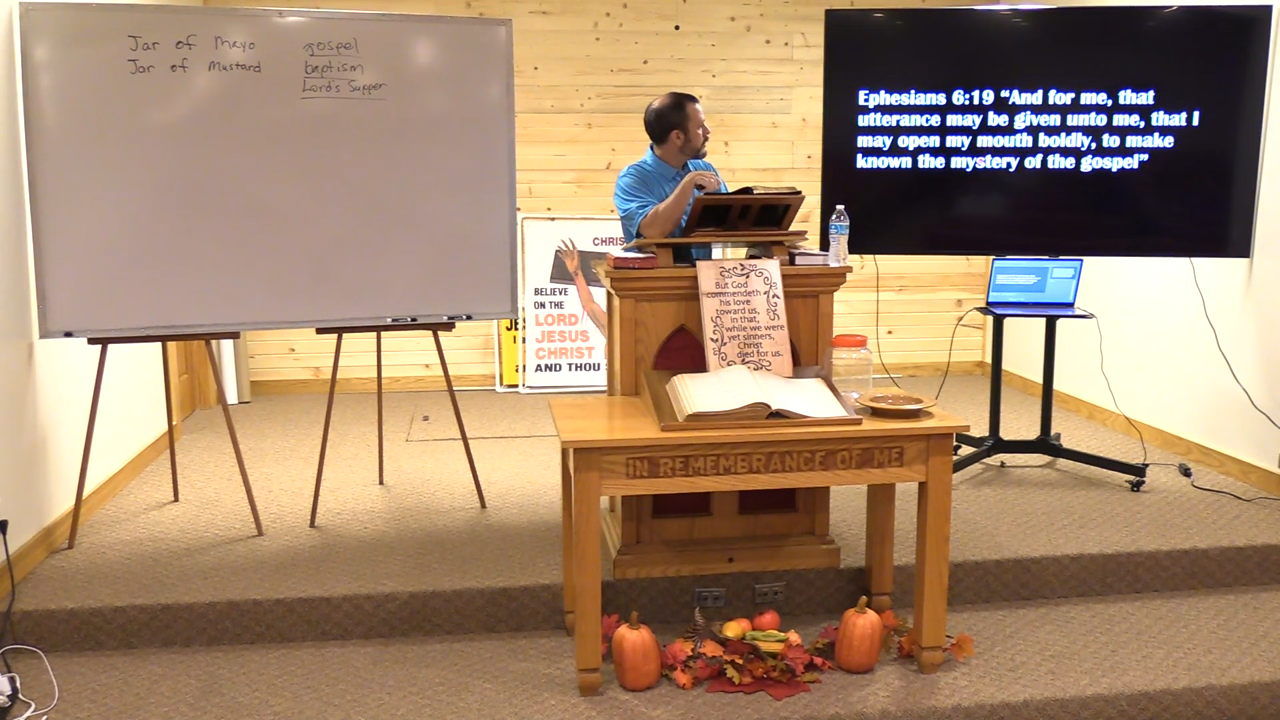 Jar of Mayo gospel
Jar of Mustard baptism
Lord's Supper
Ephesians 6:19 “And for me, that
utterance may be given unto me, that I
may open my mouth boldly, to make
known the mystery of the gospel”
CHRIS
BELIEVE
ON THE
LORD
JESUS
CHRIST
AND THOU
JE
But God
commendeth
his love
toward us,
in that,
while we were
yet sinners,
Christ
died for us.
IN REMEMBRANCE OF ME